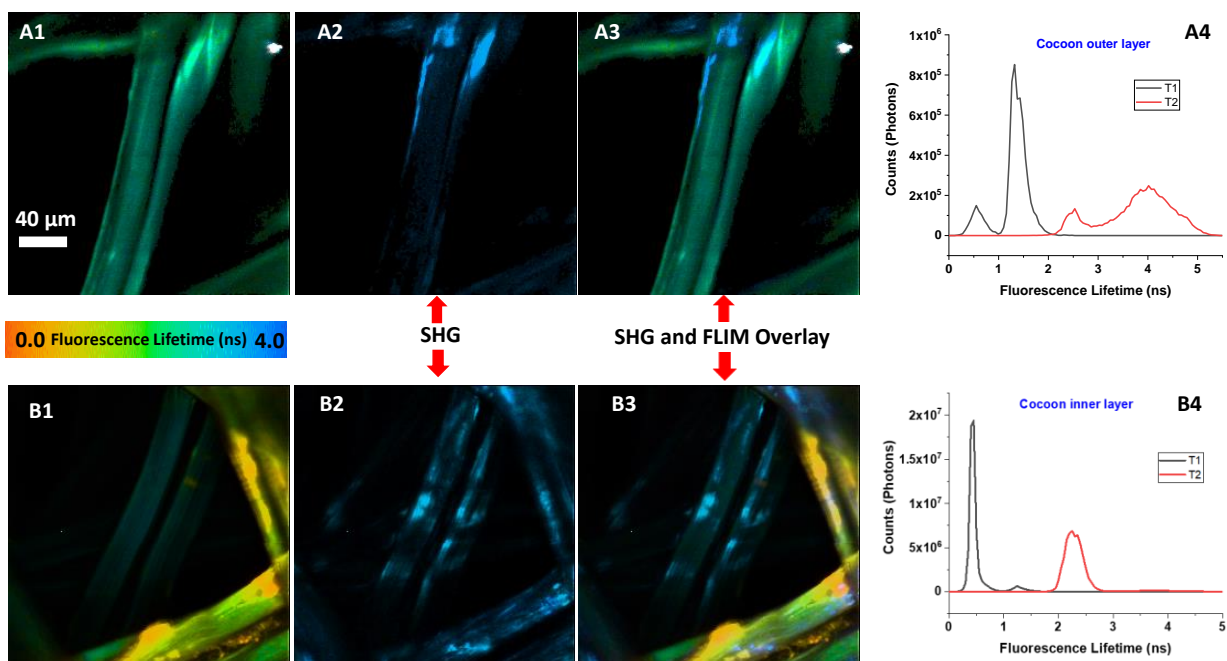 A1
A2
A3
A4
40 µm
Cocoon outer layer
T1
T2
Counts (Photons)
1x10⁶
8x10⁵
6x10⁵
4x10⁵
2x10⁵
0
0 1 2 3 4 5
Fluorescence Lifetime (ns)
0.0 Fluorescence Lifetime (ns) 4.0
SHG
SHG and FLIM Overlay
B1
B2
B3
B4
Cocoon inner layer
T1
T2
Counts (Photons)
2x10⁷
1.5x10⁷
1x10⁷
5x10⁶
0
0 1 2 3 4 5
Fluorescence Lifetime (ns)